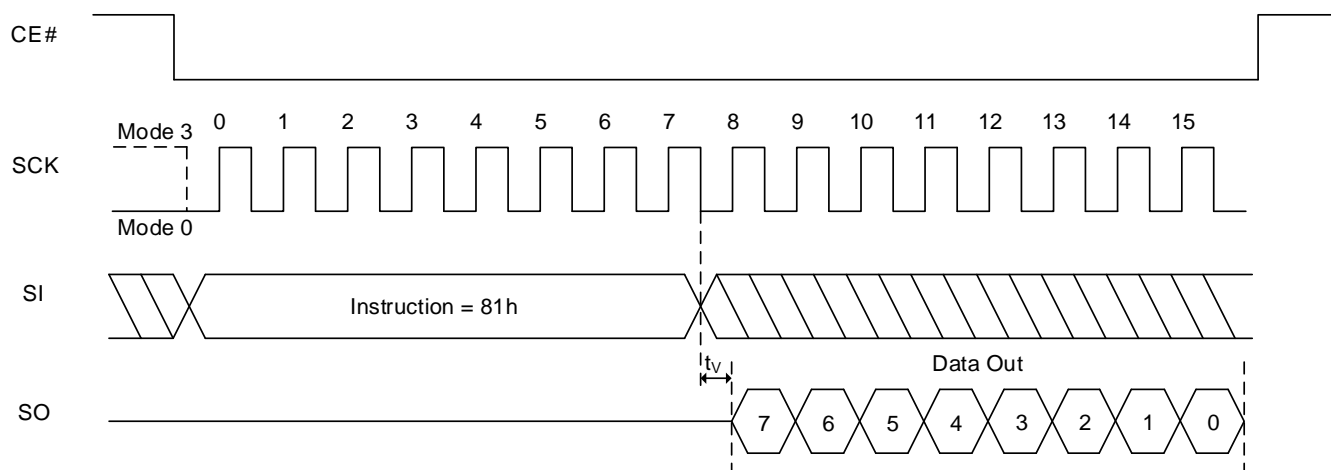 CE#
0 1 2 3 4 5 6 7 8 9 10 11 12 13 14 15
Mode 3
SCK
Mode 0
SI
Instruction = 81h
tV
Data Out
SO
7 6 5 4 3 2 1 0